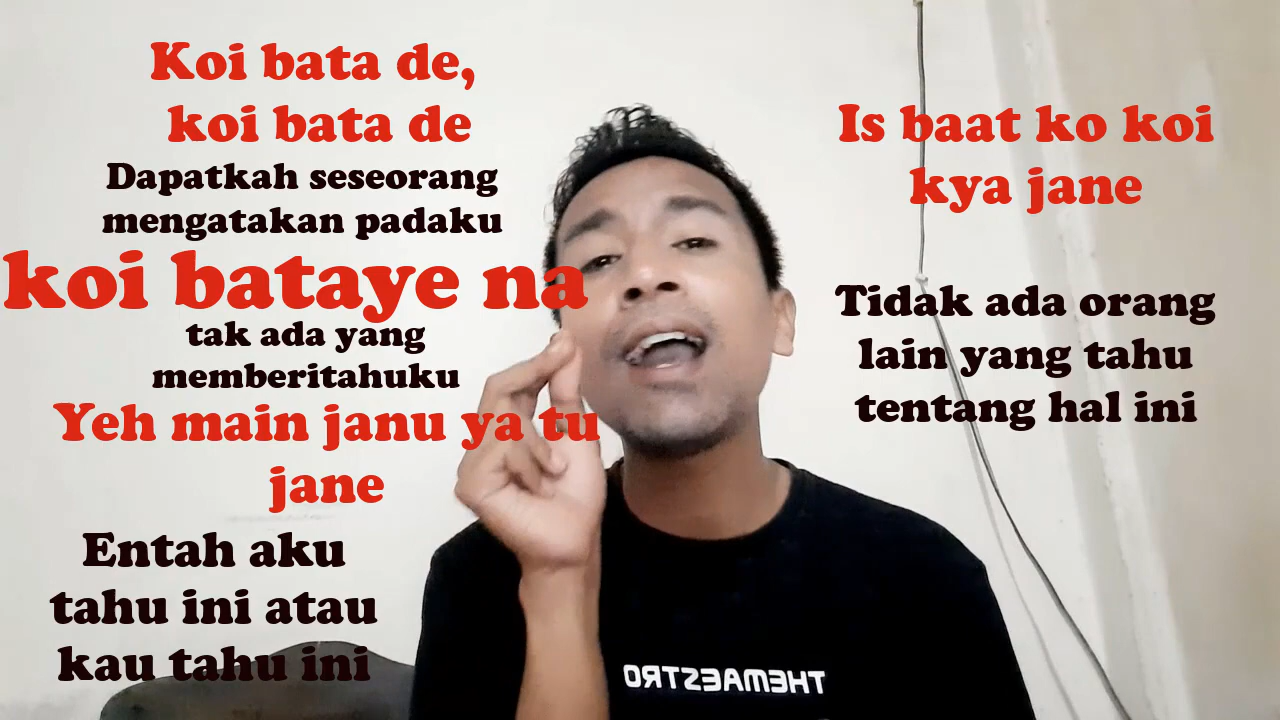 Koi bata de,
koi bata de
Dapatkah seseorang
mengatakan padaku
koi bataye na
tak ada yang
memberitahuku
Yeh main janu ya tu
jane
Entah aku
tahu ini atau
kau tahu ini
Is baat ko koi
kya jane
Tidak ada orang
lain yang tahu
tentang hal ini
THEMAESTRO